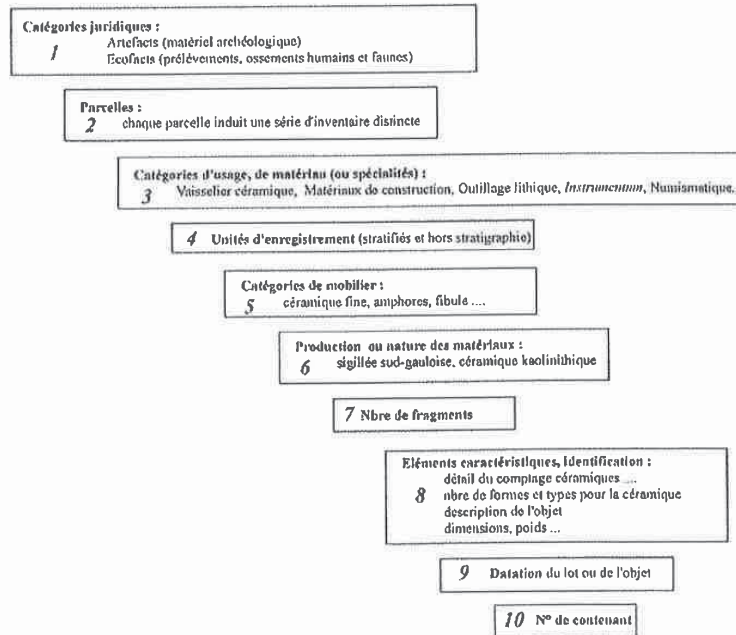 Catégories juridiques :
1 Artefacts (matériel archéologique)
Ecofacts (prélèvements, ossements humains et faunes)
Parcelles :
2 chaque parcelle induit une série d'inventaire distincte
Catégories d'usage, de matériau (ou spécialités) :
3 Vaisselier céramique, Matériaux de construction, Outillage lithique, Instrumentum, Numismatique,
4 Unités d'enregistrement (stratifiés et hors stratigraphie)
Catégories de mobilier :
5 céramique fine, amphores, fibule ....
Production ou nature des matériaux :
6 sigillée sud-gauloise, céramique kaolinithique
7 Nbre de fragments
Eléments caractéristiques, identification :
détail du comptage céramiques ...
8 nbre de formes et types pour la céramique
description de l'objet
dimensions, poids ...
9 Datation du lot ou de l'objet
10 N° de contenant